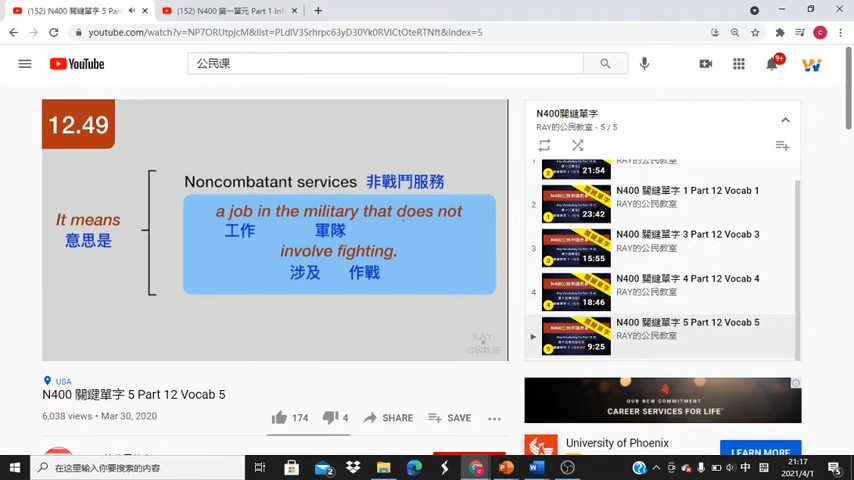 (152) N400 關鍵單字 5 Par
(152) N400 第一單元 Part 1 Inf
youtube.com/watch?v=NP7ORUtpjcM&list=PLdlV3Srhrpc63yD30Yk0RVICtOteRTNft&index=5
YouTube
公民课
9+
12.49
Noncombatant services 非戰鬥服務
It means
意思是
a job in the military that does not
工作 軍隊
involve fighting.
涉及 作戰
RAY
公民教室
N400關鍵單字
RAY的公民教室 - 5 / 5
21:54
RAY的公民教室
2
N400 關鍵單字 1 Part 12 Vocab 1
RAY的公民教室
23:42
3
N400 關鍵單字 3 Part 12 Vocab 3
RAY的公民教室
15:55
4
N400 關鍵單字 4 Part 12 Vocab 4
RAY的公民教室
18:46
N400 關鍵單字 5 Part 12 Vocab 5
RAY的公民教室
9:25
USA
N400 關鍵單字 5 Part 12 Vocab 5
6,038 views • Mar 30, 2020
174
4
SHARE
SAVE
OUR NEW COMMITMENT
CAREER SERVICES FOR LIFE
University of Phoenix
LEARN MORE
在这里输入你要搜索的内容
中
21:17
2021/4/1